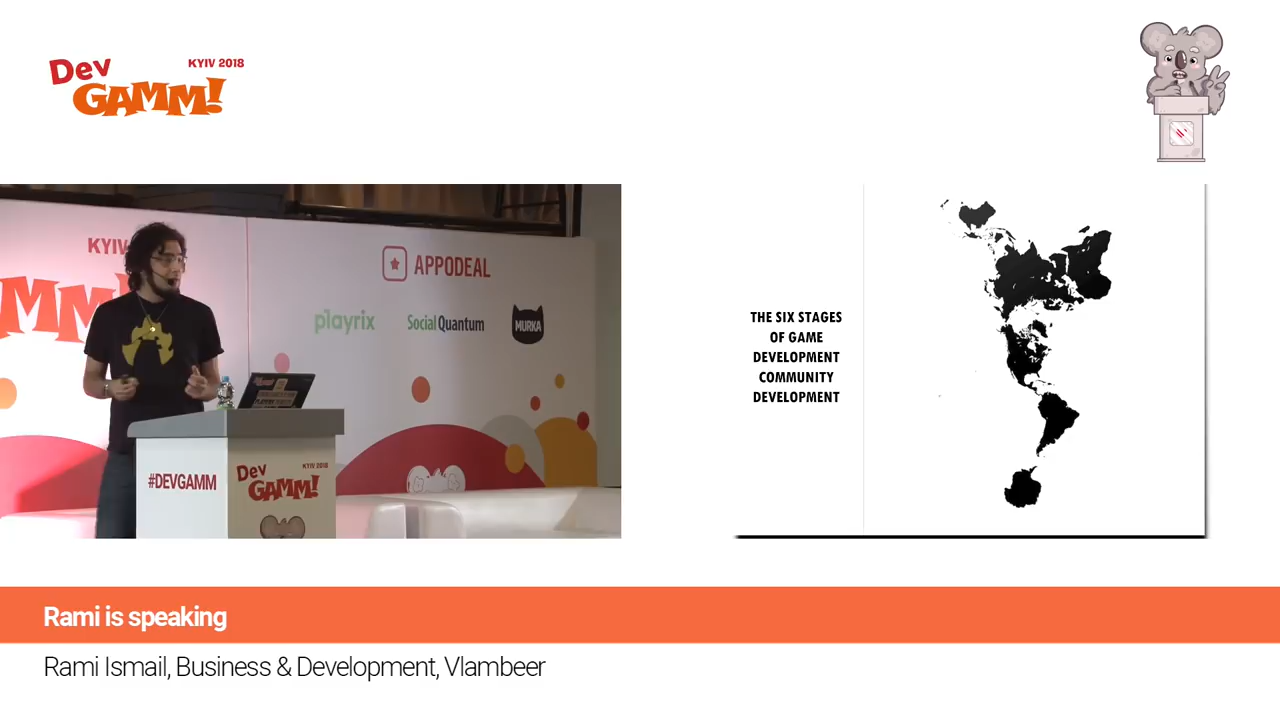 Dev
GAMM!
KYIV 2018
KYIV
APPODEAL
playrix
Social Quantum
MURKA
#DEVGAMM
Dev
GAMM!
KYIV 2018
THE SIX STAGES
OF GAME
DEVELOPMENT
COMMUNITY
DEVELOPMENT
Rami is speaking
Rami Ismail, Business & Development, Vlambeer